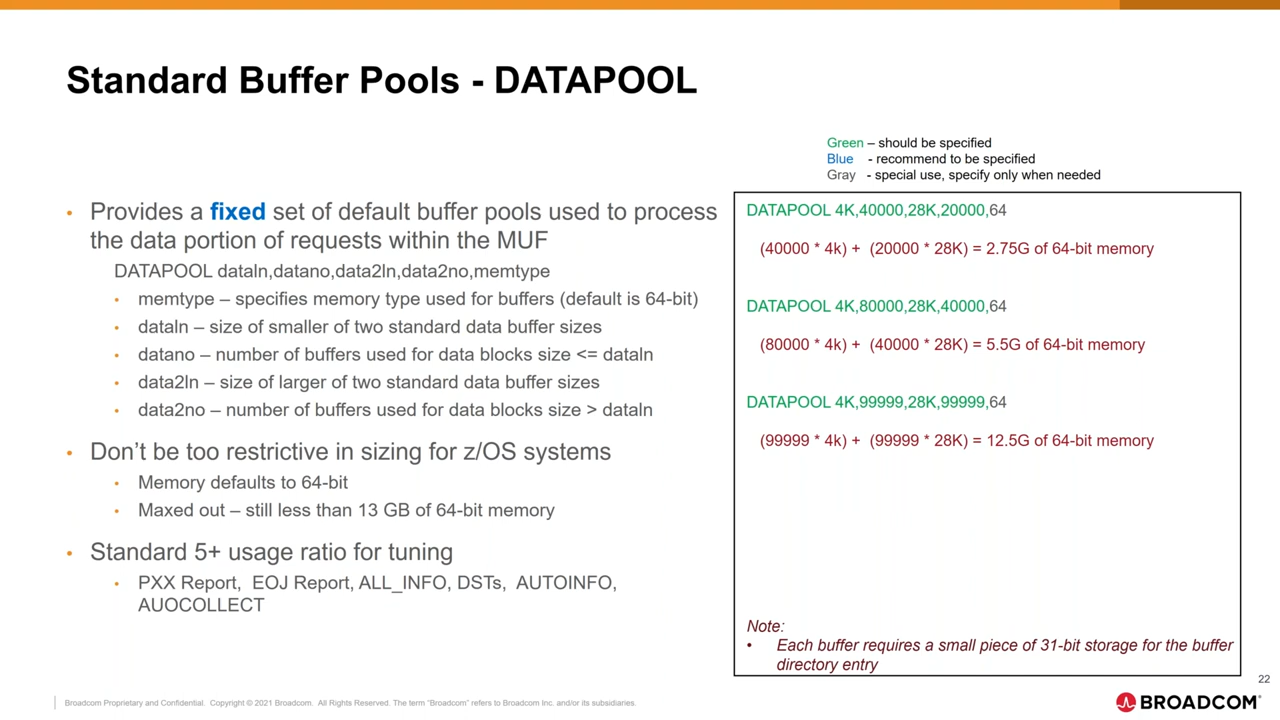 Standard Buffer Pools - DATAPOOL
Green – should be specified
Blue - recommend to be specified
Gray - special use, specify only when needed
• Provides a fixed set of default buffer pools used to process
the data portion of requests within the MUF
DATAPOOL dataln,datano,data2ln,data2no,memtype
• memtype – specifies memory type used for buffers (default is 64-bit)
• dataln – size of smaller of two standard data buffer sizes
• datano – number of buffers used for data blocks size <= dataln
• data2ln – size of larger of two standard data buffer sizes
• data2no – number of buffers used for data blocks size > dataln
• Don’t be too restrictive in sizing for z/OS systems
• Memory defaults to 64-bit
• Maxed out – still less than 13 GB of 64-bit memory
• Standard 5+ usage ratio for tuning
• PXX Report, EOJ Report, ALL_INFO, DSTs, AUTOINFO,
AUOCOLLECT
DATAPOOL 4K,40000,28K,20000,64
(40000 * 4k) + (20000 * 28K) = 2.75G of 64-bit memory
DATAPOOL 4K,80000,28K,40000,64
(80000 * 4k) + (40000 * 28K) = 5.5G of 64-bit memory
DATAPOOL 4K,99999,28K,99999,64
(99999 * 4k) + (99999 * 28K) = 12.5G of 64-bit memory
Note:
• Each buffer requires a small piece of 31-bit storage for the buffer
directory entry
22
Broadcom Proprietary and Confidential. Copyright © 2021 Broadcom. All Rights Reserved. The term “Broadcom” refers to Broadcom Inc. and/or its subsidiaries.
BROADCOM®